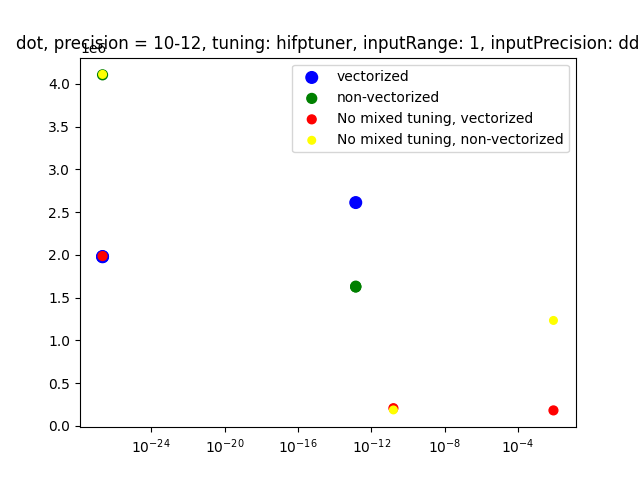 dot, precision = 10-12, tuning: hifptuner, inputRange: 1, inputPrecision: dd
1e6
vectorized
non-vectorized
No mixed tuning, vectorized
No mixed tuning, non-vectorized
4.0
3.5
3.0
2.5
2.0
1.5
1.0
0.5
0.0
10⁻²⁴ 10⁻²⁰ 10⁻¹⁶ 10⁻¹² 10⁻⁸ 10⁻⁴